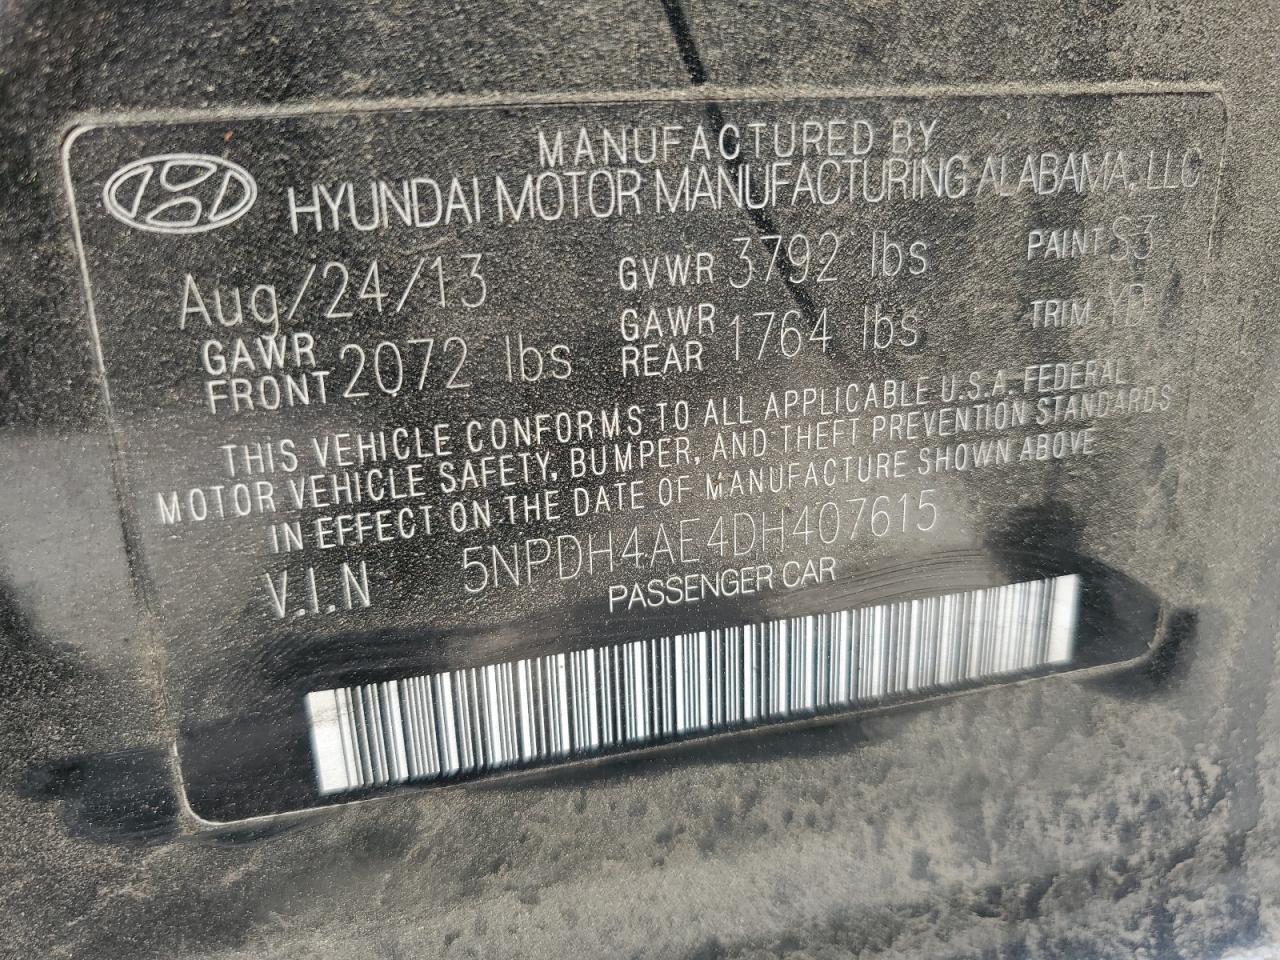 MANUFACTURED BY
HYUNDAI MOTOR MANUFACTURING ALABAMA, LLC
Aug/24/13 GVWR 3792 lbs PAINT S3
GAWR FRONT 2072 lbs GAWR REAR 1764 lbs TRIM
THIS VEHICLE CONFORMS TO ALL APPLICABLE U.S.A. FEDERAL
MOTOR VEHICLE SAFETY, BUMPER, AND THEFT PREVENTION STANDARDS
IN EFFECT ON THE DATE OF MANUFACTURE SHOWN ABOVE
V.I.N 5NPDH4AE4DH407615
PASSENGER CAR